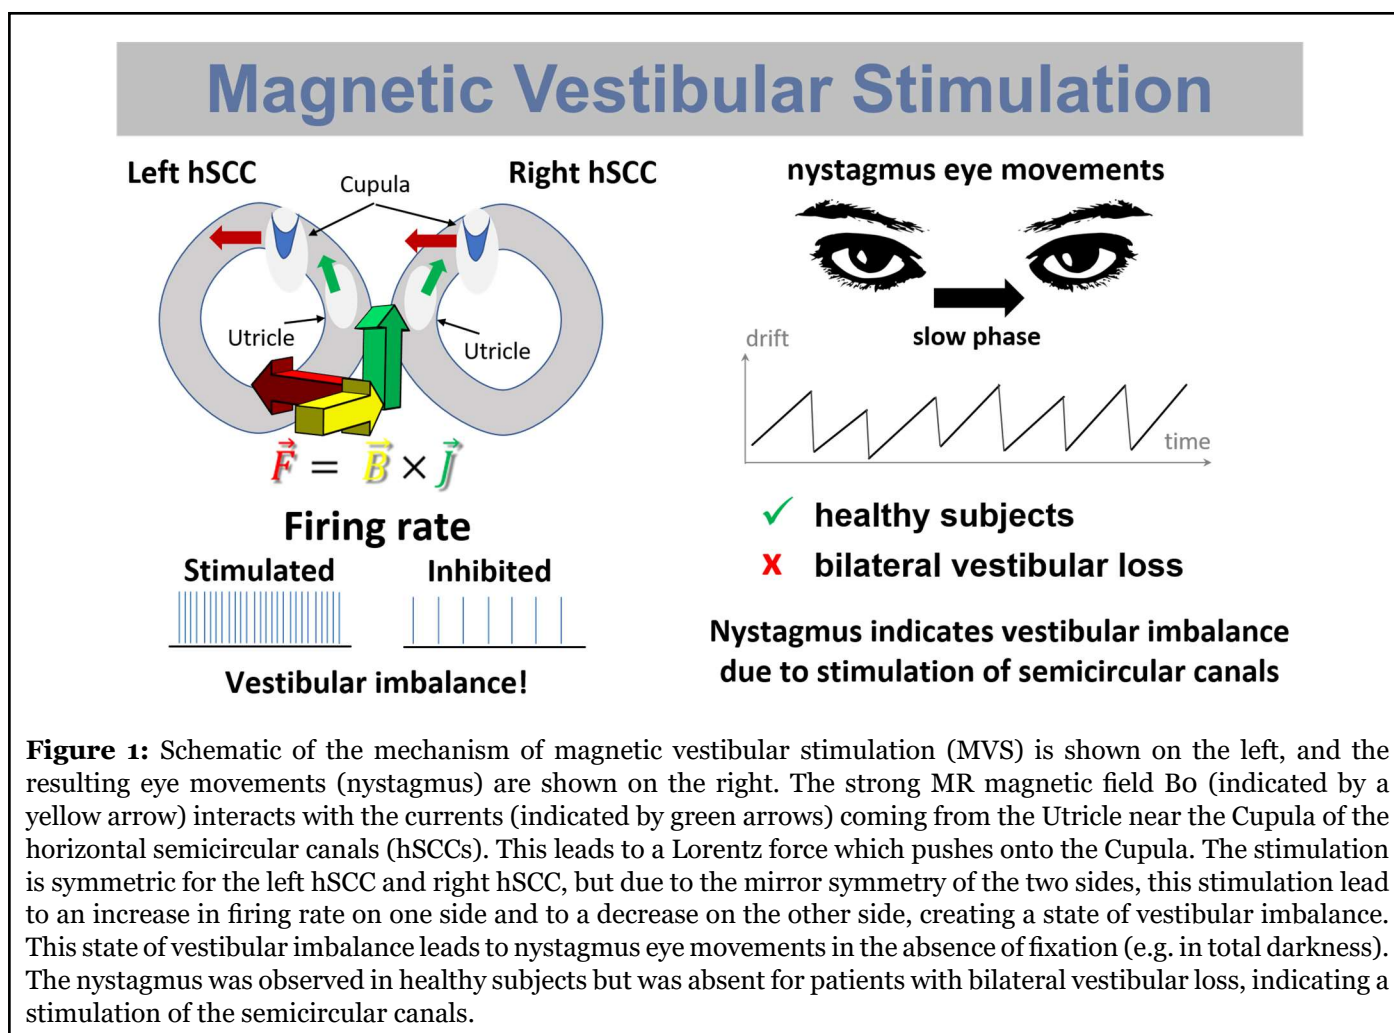 Magnetic Vestibular Stimulation
Left hSCC
Cupula
Right hSCC
Utricle
Utricle
F = B × J
Firing rate
Stimulated
Inhibited
Vestibular imbalance!
nystagmus eye movements
slow phase
drift
time
✓ healthy subjects
x bilateral vestibular loss
Nystagmus indicates vestibular imbalance
due to stimulation of semicircular canals
Figure 1: Schematic of the mechanism of magnetic vestibular stimulation (MVS) is shown on the left, and the
resulting eye movements (nystagmus) are shown on the right. The strong MR magnetic field B0 (indicated by a
yellow arrow) interacts with the currents (indicated by green arrows) coming from the Utricle near the Cupula of the
horizontal semicircular canals (hSCCs). This leads to a Lorentz force which pushes onto the Cupula. The stimulation
is symmetric for the left hSCC and right hSCC, but due to the mirror symmetry of the two sides, this stimulation lead
to an increase in firing rate on one side and to a decrease on the other side, creating a state of vestibular imbalance.
This state of vestibular imbalance leads to nystagmus eye movements in the absence of fixation (e.g. in total darkness).
The nystagmus was observed in healthy subjects but was absent for patients with bilateral vestibular loss, indicating a
stimulation of the semicircular canals.